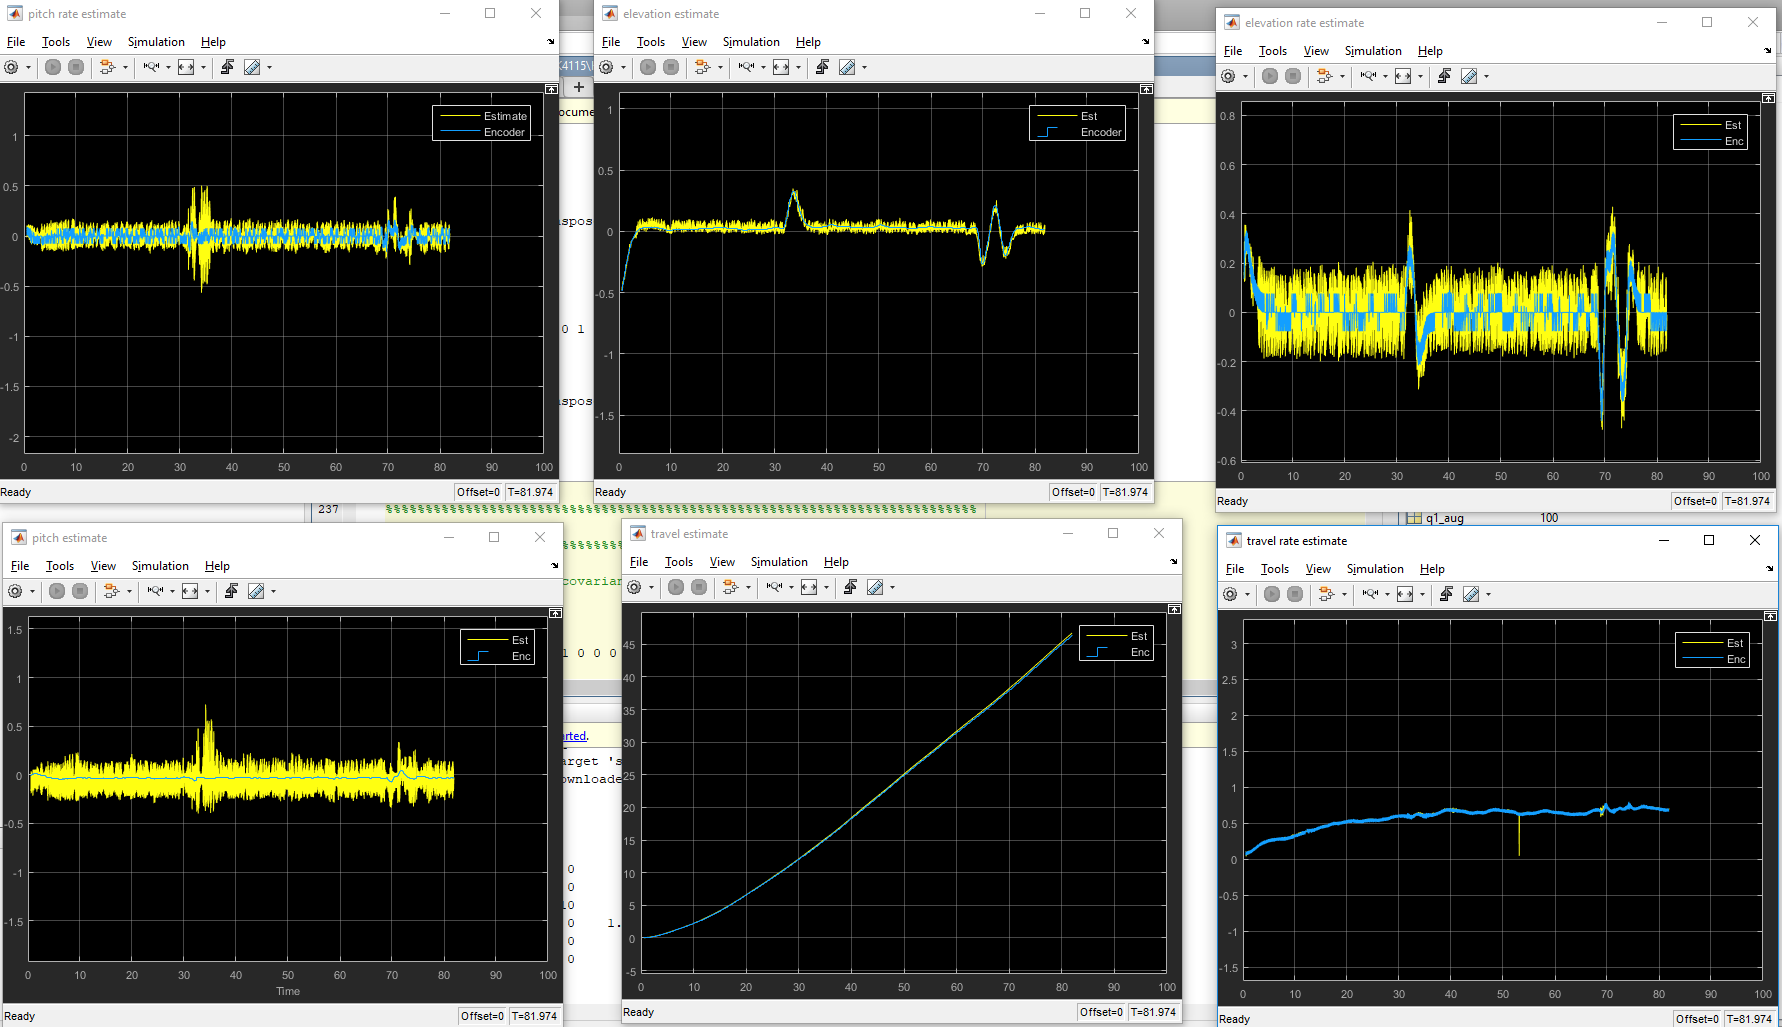 pitch rate estimate
File Tools View Simulation Help
Estimate
Encoder
1
0.5
0
-0.5
-1
-1.5
-2
0 10 20 30 40 50 60 70 80 90 100
Ready Offset=0 T=81.974
elevation estimate
File Tools View Simulation Help
Est
Encoder
1
0.5
0
-0.5
-1
-1.5
0 10 20 30 40 50 60 70 80 90 100
Ready Offset=0 T=81.974
elevation rate estimate
File Tools View Simulation Help
Est
Enc
0.8
0.6
0.4
0.2
0
-0.2
-0.4
-0.6
0 10 20 30 40 50 60 70 80 90 100
Ready Offset=0 T=81.974
4115\
ocume
spos
0 1
spos
237 %%%%%%%%%%%%%%%%%%%%%%%%%%%%%%%%%%%%%%%%%%%%%%%%%%%%%%%%%%%%%%%%%%%%%%%%%%
q1_aug 100
pitch estimate
File Tools View Simulation Help
Est
Enc
1.5
1
0.5
0
-0.5
-1
-1.5
0 10 20 30 40 50 60 70 80 90 100
Time
Ready Offset=0 T=81.974
%%%%%%%%
covarian
1 0 0 0
rted.
arget 's
ownloade
0
0
0
0 1.
0
0
travel estimate
File Tools View Simulation Help
Est
Enc
45
40
35
30
25
20
15
10
5
0
-5
0 10 20 30 40 50 60 70 80 90 100
Ready Offset=0 T=81.974
travel rate estimate
File Tools View Simulation Help
Est
Enc
3
2.5
2
1.5
1
0.5
0
-0.5
-1
-1.5
0 10 20 30 40 50 60 70 80 90 100
Ready Offset=0 T=81.974